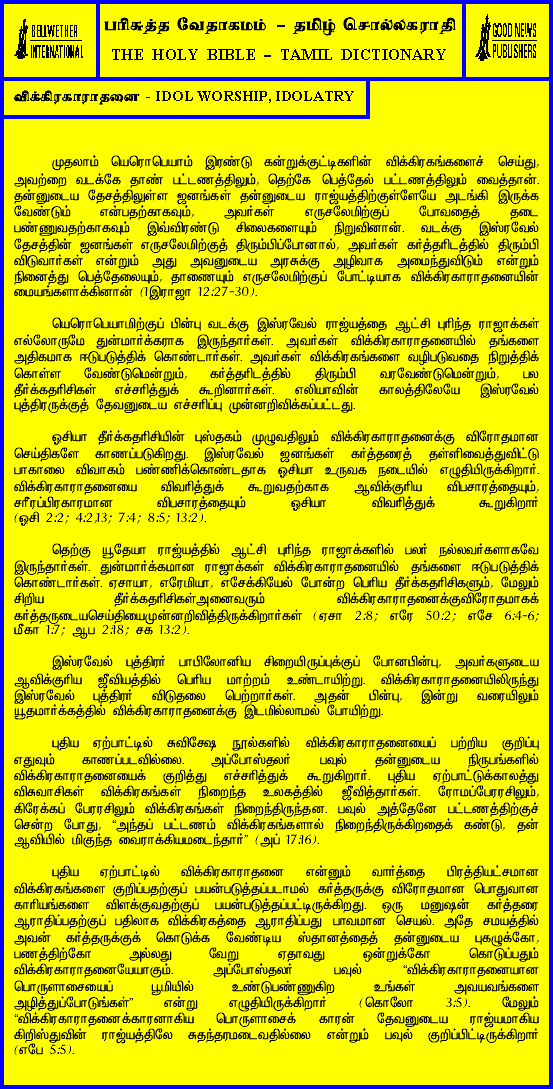 BELLWETHER
INTERNATIONAL
பரிசுத்த வேதாகமம் – தமிழ் சொல்லகராதி
THE HOLY BIBLE – TAMIL DICTIONARY
GOOD NEWS
PUBLISHERS
விக்கிரகாராதனை - IDOL WORSHIP, IDOLATRY
முதலாம் யெரொபெயாம் இரண்டு கன்றுக்குட்டிகளின் விக்கிரகங்களைச் செய்து,
அவற்றை வடக்கே தாண் பட்டணத்திலும், தெற்கே பெத்தேல் பட்டணத்திலும் வைத்தான்.
தன்னுடைய தேசத்திலுள்ள ஜனங்கள் தன்னுடைய ராஜ்யத்திற்குள்ளேயே அடங்கி இருக்க
வேண்டும் என்பதற்காகவும், அவர்கள் எருசலேமிற்குப் போவதைத் தடை
பண்ணுவதற்காகவும் இவ்விரண்டு சிலைகளையும் நிறுவினான். வடக்கு இஸ்ரவேல்
தேசத்தின் ஜனங்கள் எருசலேமிற்குத் திரும்பிப்போனால், அவர்கள் கர்த்தரிடத்தில் திரும்பி
விடுவார்கள் என்றும் அது அவனுடைய அரசுக்கு அழிவாக அமைந்துவிடும் என்றும்
நினைத்து பெத்தேலையும், தாணையும் எருசலேமிற்குப் போட்டியாக விக்கிரகாராதனையின்
மையங்களாக்கினான் (1இராஜா 12:27-30).
யெரொபெயாமிற்குப் பின்பு வடக்கு இஸ்ரவேல் ராஜ்யத்தை ஆட்சி புரிந்த ராஜாக்கள்
எல்லோருமே துன்மார்க்கராக இருந்தார்கள். அவர்கள் விக்கிரகாராதனையில் தங்களை
அதிகமாக ஈடுபடுத்திக் கொண்டார்கள். அவர்கள் விக்கிரகங்களை வழிபடுவதை நிறுத்திக்
கொள்ள வேண்டுமென்றும், கர்த்தரிடத்தில் திரும்பி வரவேண்டுமென்றும், பல
தீர்க்கதரிசிகள் எச்சரித்துக் கூறினார்கள். எலியாவின் காலத்திலேயே இஸ்ரவேல்
புத்திரருக்குத் தேவனுடைய எச்சரிப்பு முன்னறிவிக்கப்பட்டது.
ஓசியா தீர்க்கதரிசியின் புஸ்தகம் முழுவதிலும் விக்கிரகாராதனைக்கு விரோதமான
செய்திகளே காணப்படுகிறது. இஸ்ரவேல் ஜனங்கள் கர்த்தரைத் தள்ளிவைத்துவிட்டு
பாகாலை விவாகம் பண்ணிக்கொண்டதாக ஓசியா உருவக நடையில் எழுதியிருக்கிறார்.
விக்கிரகாராதனையை விவரித்துக் கூறுவதற்காக ஆவிக்குரிய விபசாரத்தையும்,
சரீரப்பிரகாரமான விபசாரத்தையும் ஓசியா விவரித்துக் கூறுகிறார்
(ஓசி 2:2; 4:2,13; 7:4; 8:5; 13:2).
தெற்கு யூதேயா ராஜ்யத்தில் ஆட்சி புரிந்த ராஜாக்களில் பலர் நல்லவர்களாகவே
இருந்தார்கள். துன்மார்க்கமான ராஜாக்கள் விக்கிரகாராதனையில் தங்களை ஈடுபடுத்திக்
கொண்டார்கள். ஏசாயா, எரேமியா, எசேக்கியேல் போன்ற பெரிய தீர்க்கதரிசிகளும், மேலும்
சிறிய தீர்க்கதரிசிகள்அனைவரும் விக்கிரகாராதனைக்குவிரோதமாகக்
கர்த்தருடையசெய்தியைமுன்னறிவித்திருக்கிறார்கள் (ஏசா 2:8; எரே 50:2; எசே 6:4-6;
மீகா 1:7; ஆப 2:18; சக 13:2).
இஸ்ரவேல் புத்திரர் பாபிலோனிய சிறையிருப்புக்குப் போனபின்பு, அவர்களுடைய
ஆவிக்குரிய ஜீவியத்தில் பெரிய மாற்றம் உண்டாயிற்று. விக்கிரகாராதனையிலிருந்து
இஸ்ரவேல் புத்திரர் விடுதலை பெற்றார்கள். அதன் பின்பு, இன்று வரையிலும்
யூதமார்க்கத்தில் விக்கிரகாராதனைக்கு இடமில்லாமல் போயிற்று.
புதிய ஏற்பாட்டில் சுவிசேஷ நூல்களில் விக்கிரகாராதனையைப் பற்றிய குறிப்பு
எதுவும் காணப்படவில்லை. அப்போஸ்தலர் பவுல் தன்னுடைய நிருபங்களில்
விக்கிரகாராதனையைக் குறித்து எச்சரித்துக் கூறுகிறார். புதிய ஏற்பாட்டுக்காலத்து
விசுவாசிகள் விக்கிரகங்கள் நிறைந்த உலகத்தில் ஜீவித்தார்கள். ரோமப்பேரரசிலும்,
கிரேக்கப் பேரரசிலும் விக்கிரகங்கள் நிறைந்திருந்தன. பவுல் அத்தேனே பட்டணத்திற்குச்
சென்ற போது, “அந்தப் பட்டணம் விக்கிரகங்களால் நிறைந்திருக்கிறதைக் கண்டு, தன்
ஆவியில் மிகுந்த வைராக்கியமடைந்தார்” (அப் 17:16).
புதிய ஏற்பாட்டில் விக்கிரகாராதனை என்னும் வார்த்தை பிரத்தியட்சமான
விக்கிரகங்களை குறிப்பதற்குப் பயன்படுத்தப்படாமல் கர்த்தருக்கு விரோதமான பொதுவான
காரியங்களை விளக்குவதற்குப் பயன்படுத்தப்பட்டிருக்கிறது. ஒரு மனுஷன் கர்த்தரை
ஆராதிப்பதற்குப் பதிலாக விக்கிரகத்தை ஆராதிப்பது பாவமான செயல். அதே சமயத்தில்
அவன் கர்த்தருக்குக் கொடுக்க வேண்டிய ஸ்தானத்தைத் தன்னுடைய புகழுக்கோ,
பணத்திற்கோ அல்லது வேறு ஏதாவது ஒன்றுக்கோ கொடுப்பதும்
விக்கிரகாராதனையேயாகும். அப்போஸ்தலர் பவுல் “விக்கிரகாராதனையான
பொருளாசையைப் பூமியில் உண்டுபண்ணுகிற உங்கள் அவயவங்களை
அழித்துப்போடுங்கள்” என்று எழுதியிருக்கிறார் (கொலோ 3:5). மேலும்
“விக்கிரகாராதனைக்காரனாகிய பொருளாசைக் காரன் தேவனுடைய ராஜ்யமாகிய
கிறிஸ்துவின் ராஜ்யத்திலே சுதந்தரமடைவதில்லை என்றும் பவுல் குறிப்பிட்டிருக்கிறார்
(எபே 5:5).